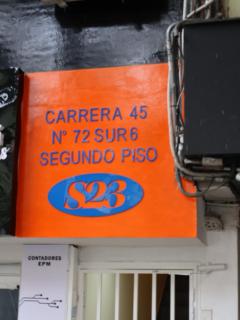 CARRERA 45
N° 72 SUR 6
SEGUNDO PISO
S23
CONTADORES
EPM